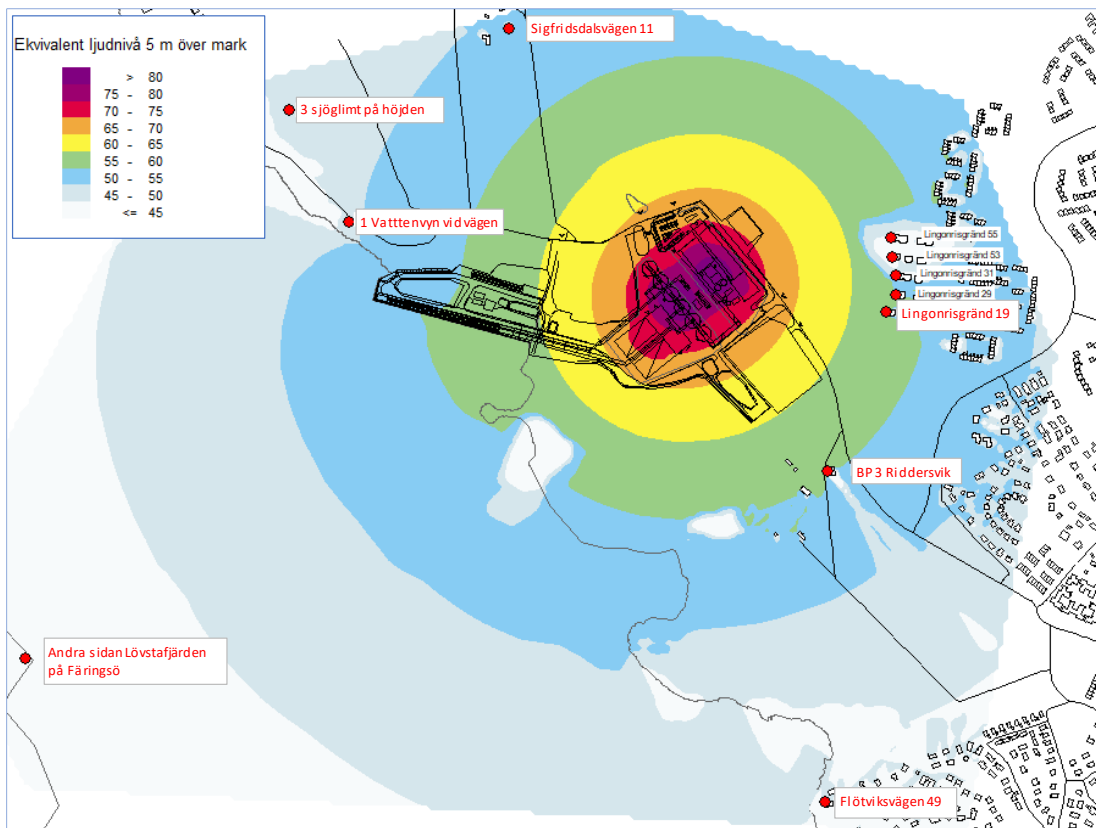 Ekvivalent ljudnivå 5 m över mark
> 80
75 - 80
70 - 75
65 - 70
60 - 65
55 - 60
50 - 55
45 - 50
<= 45
Sigfridsdalsvägen 11
3 sjöglimt på höjden
1 Vatttenvyn vid vägen
Lingonrisgränd 55
Lingonrisgränd 53
Lingonrisgränd 31
Lingonrisgränd 29
Lingonrisgränd 19
BP 3 Riddersvik
Andra sidan Lövstafjärden
på Färingsö
Flötviksvägen 49